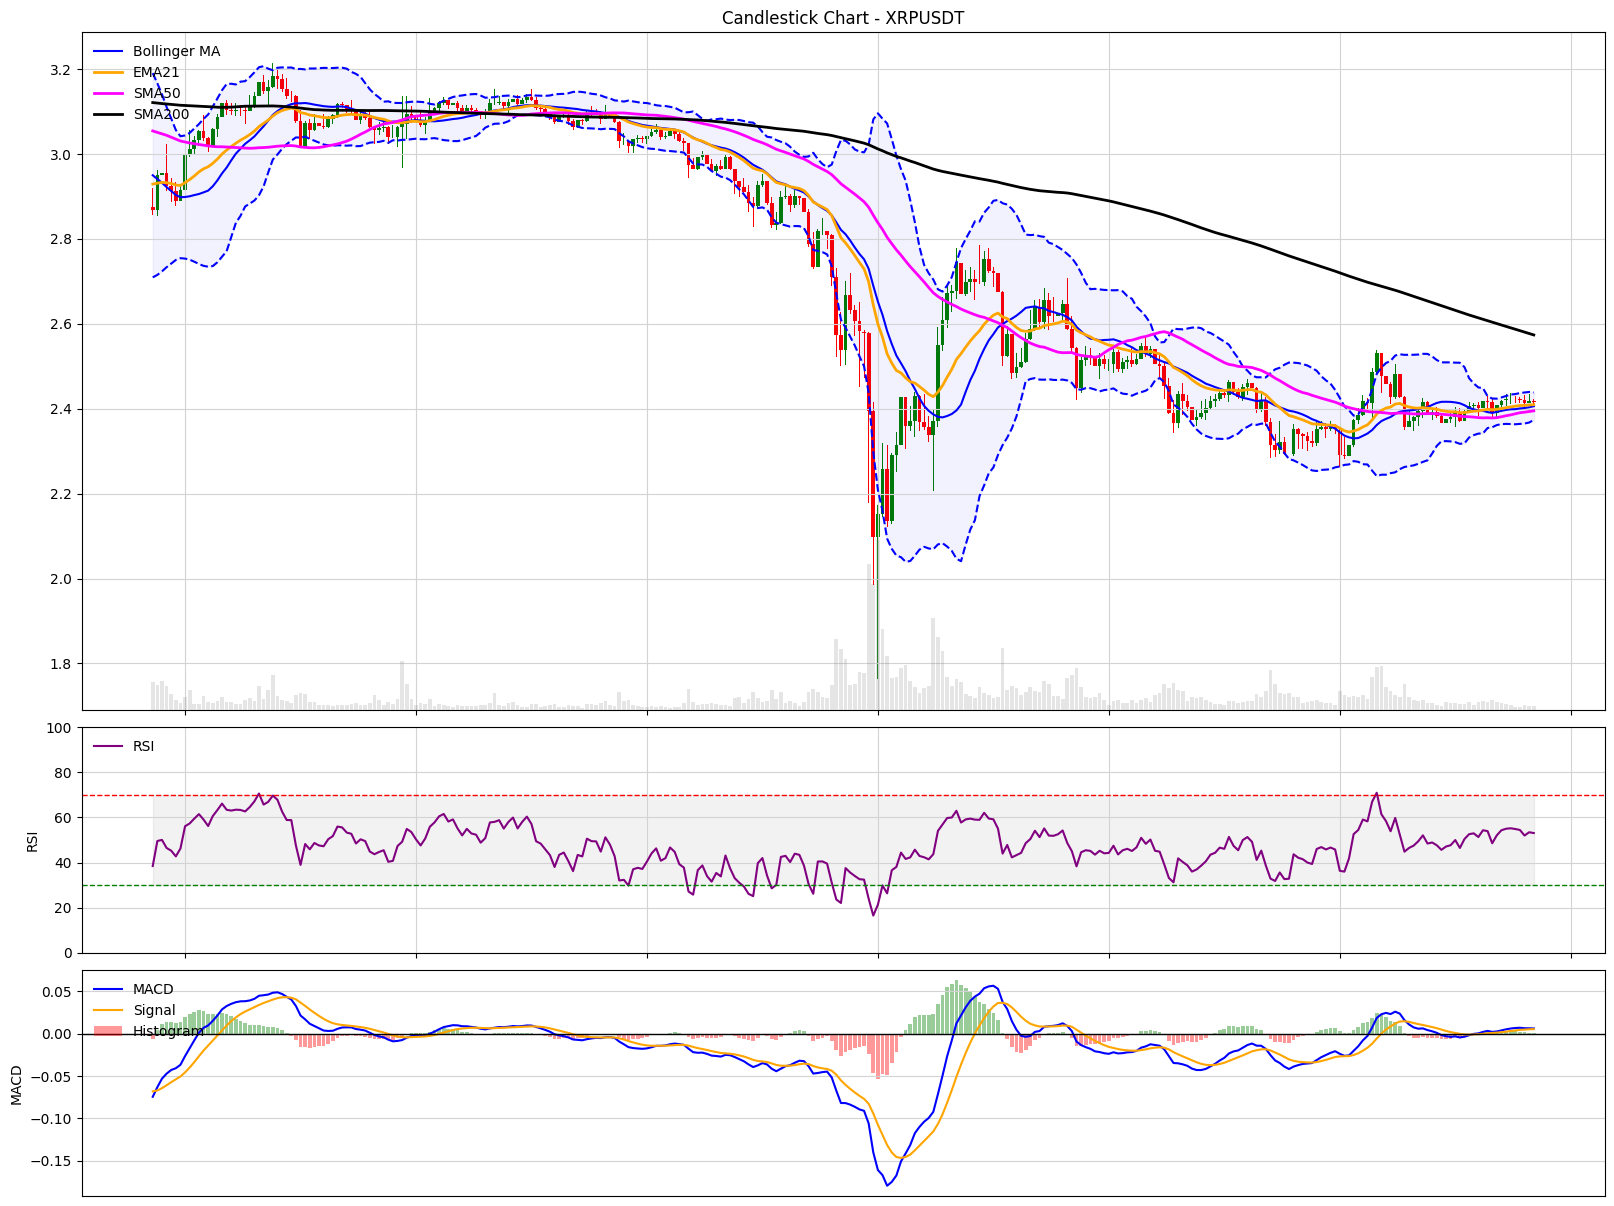 Candlestick Chart - XRPUSDT
Bollinger MA
EMA21
SMA50
SMA200
3.2
3.0
2.8
2.6
2.4
2.2
2.0
1.8
RSI
100
80
60
40
20
0
RSI
MACD
Signal
Histogram
0.05
0.00
−0.05
−0.10
−0.15
MACD